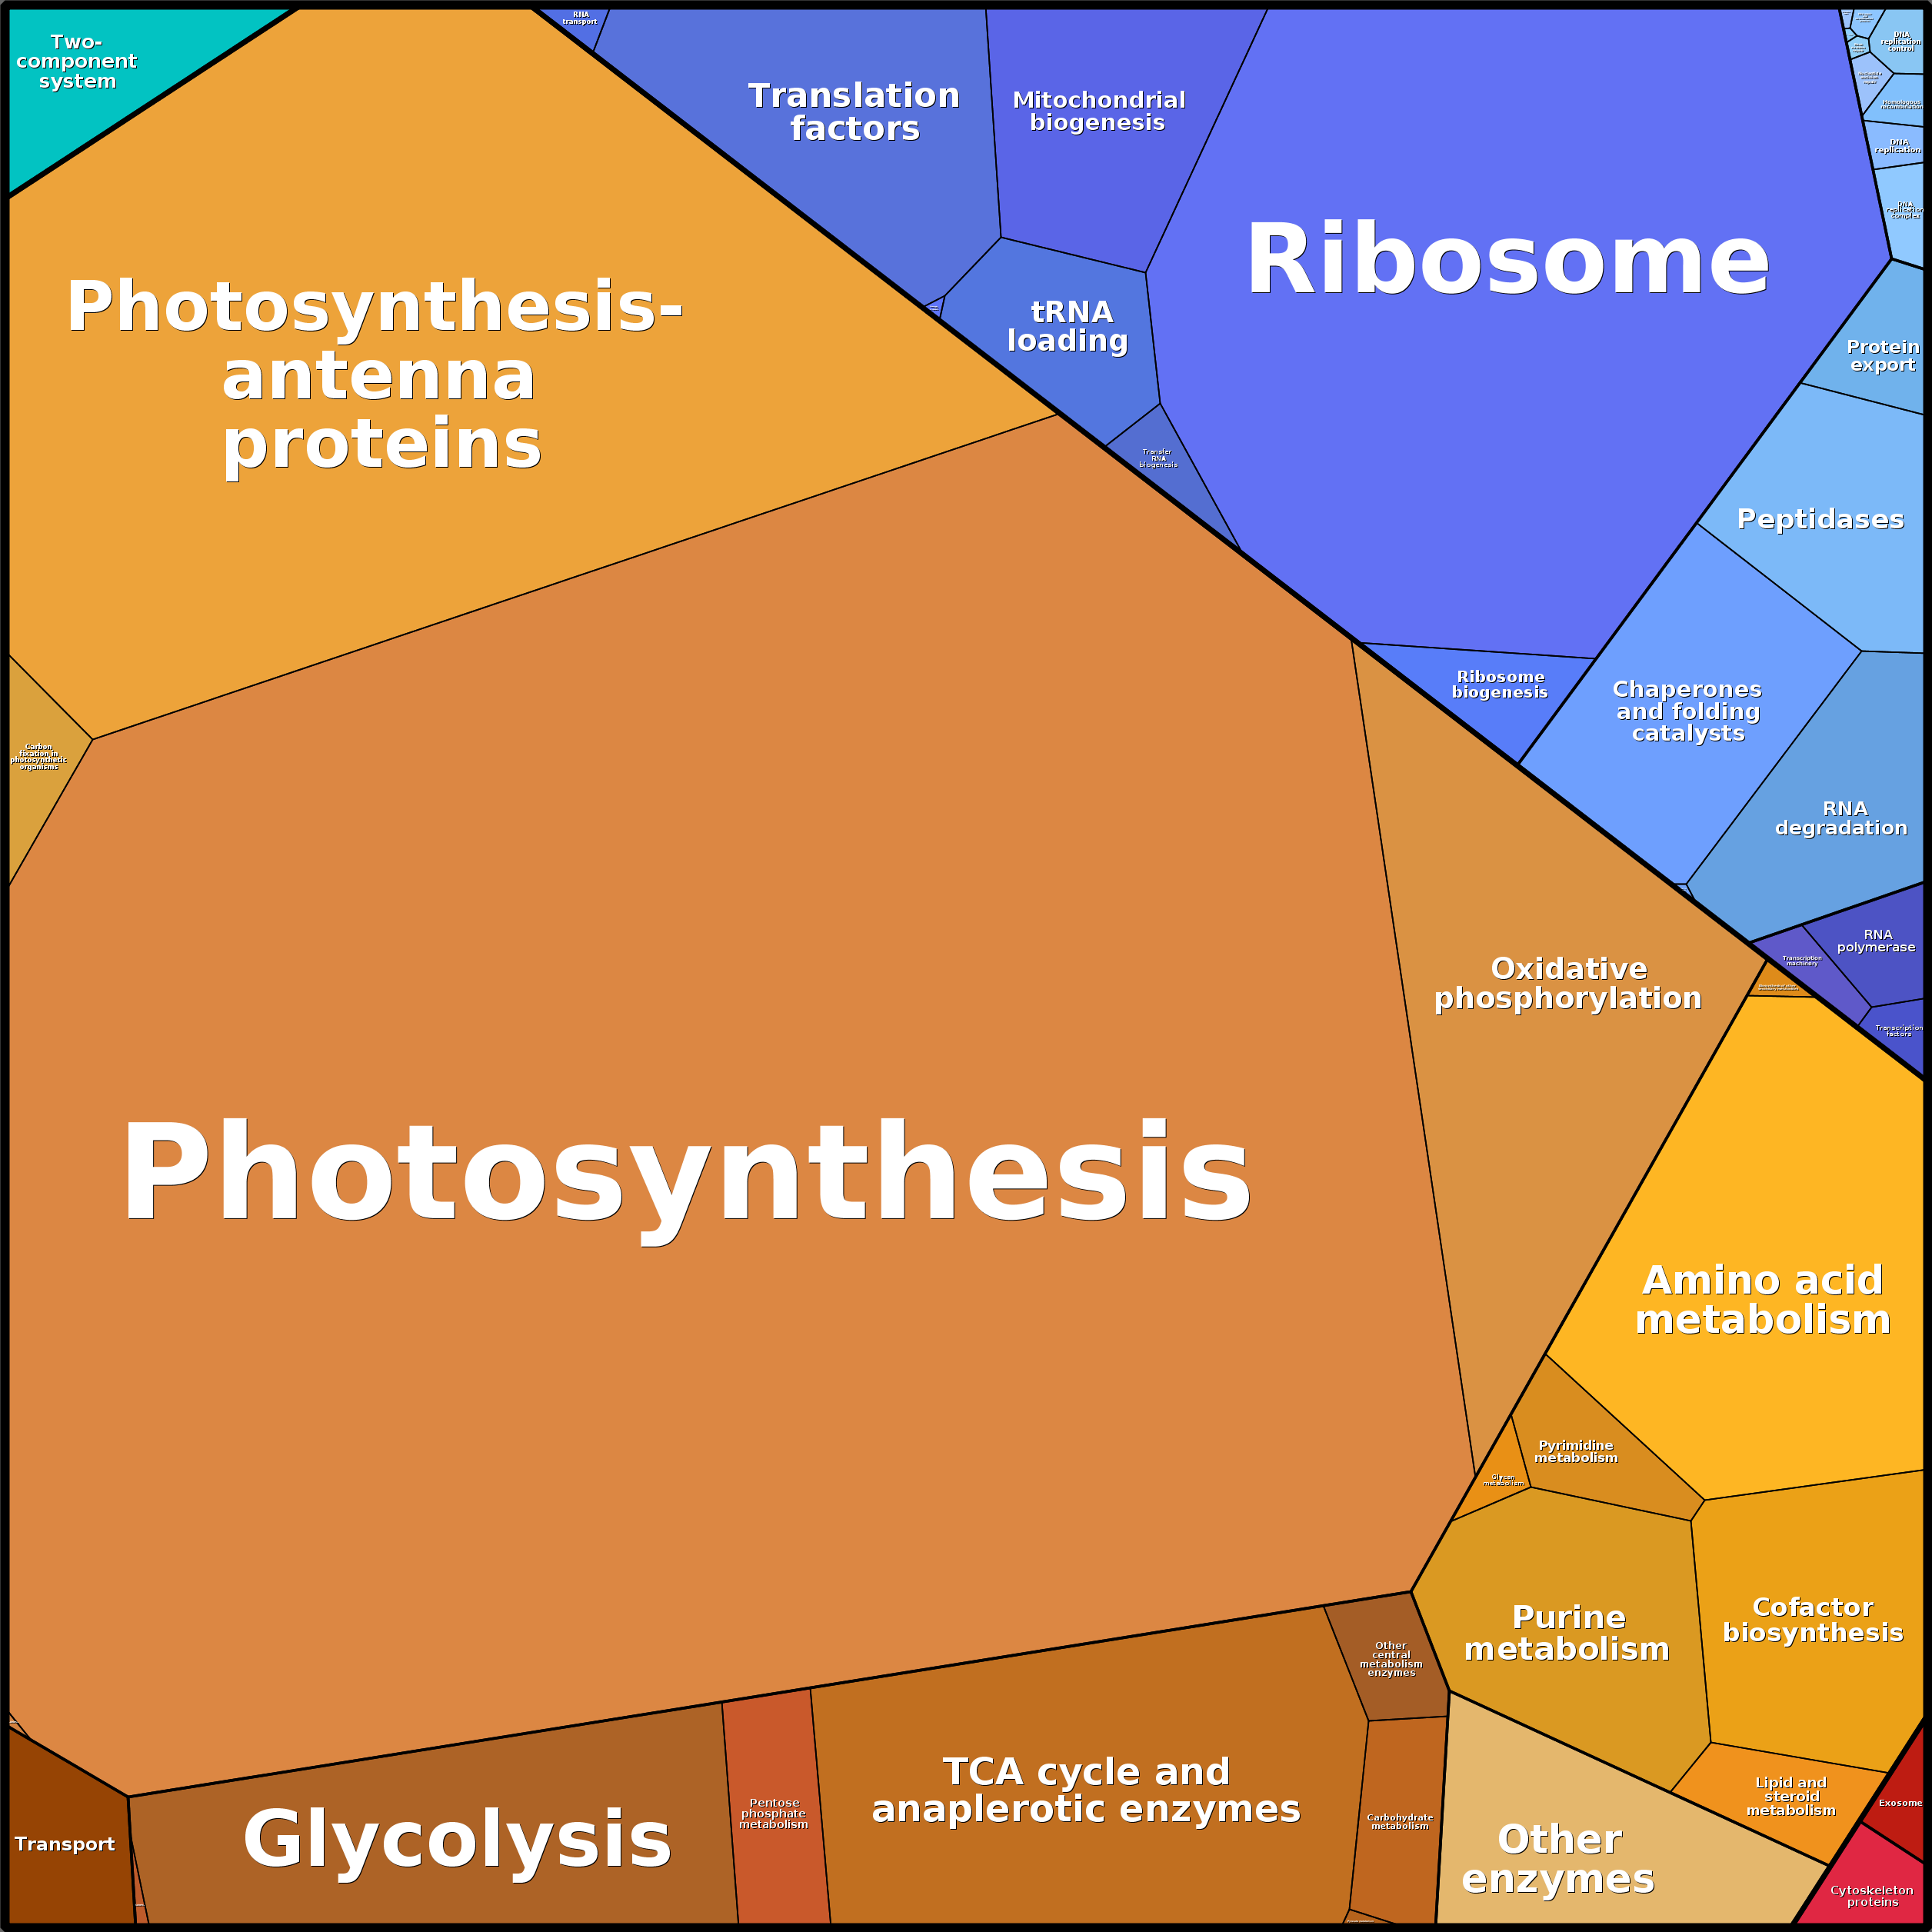 Two-
component
system
RNA
transport
Translation
factors
Mitochondrial
biogenesis
Ribosome
DNA
replication
control
Homologous
recombination
DNA
replication
DNA
replication
complex
Photosynthesis-
antenna
proteins
tRNA
loading
Transfer
RNA
biogenesis
Protein
export
Peptidases
Ribosome
biogenesis
Chaperones
and folding
catalysts
RNA
degradation
Carbon
fixation in
photosynthetic
organisms
Oxidative
phosphorylation
RNA
polymerase
Transcription
machinery
Transcription
factors
Photosynthesis
Amino acid
metabolism
Pyrimidine
metabolism
Glycan
metabolism
Purine
metabolism
Cofactor
biosynthesis
Other
central
metabolism
enzymes
TCA cycle and
anaplerotic enzymes
Pentose
phosphate
metabolism
Carbohydrate
metabolism
Glycolysis
Transport
Other
enzymes
Lipid and
steroid
metabolism
Exosome
Cytoskeleton
proteins